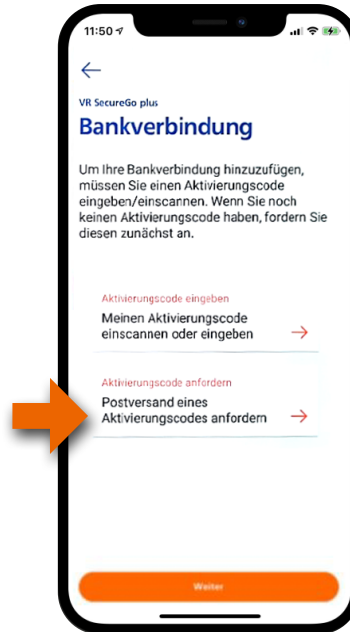 11:50
VR SecureGo plus
Bankverbindung
Um Ihre Bankverbindung hinzuzufügen,
müssen Sie einen Aktivierungscode
eingeben/einscannen. Wenn Sie noch
keinen Aktivierungscode haben, fordern Sie
diesen zunächst an.
Aktivierungscode eingeben
Meinen Aktivierungscode
einscannen oder eingeben
Aktivierungscode anfordern
Postversand eines
Aktivierungscodes anfordern
Weiter